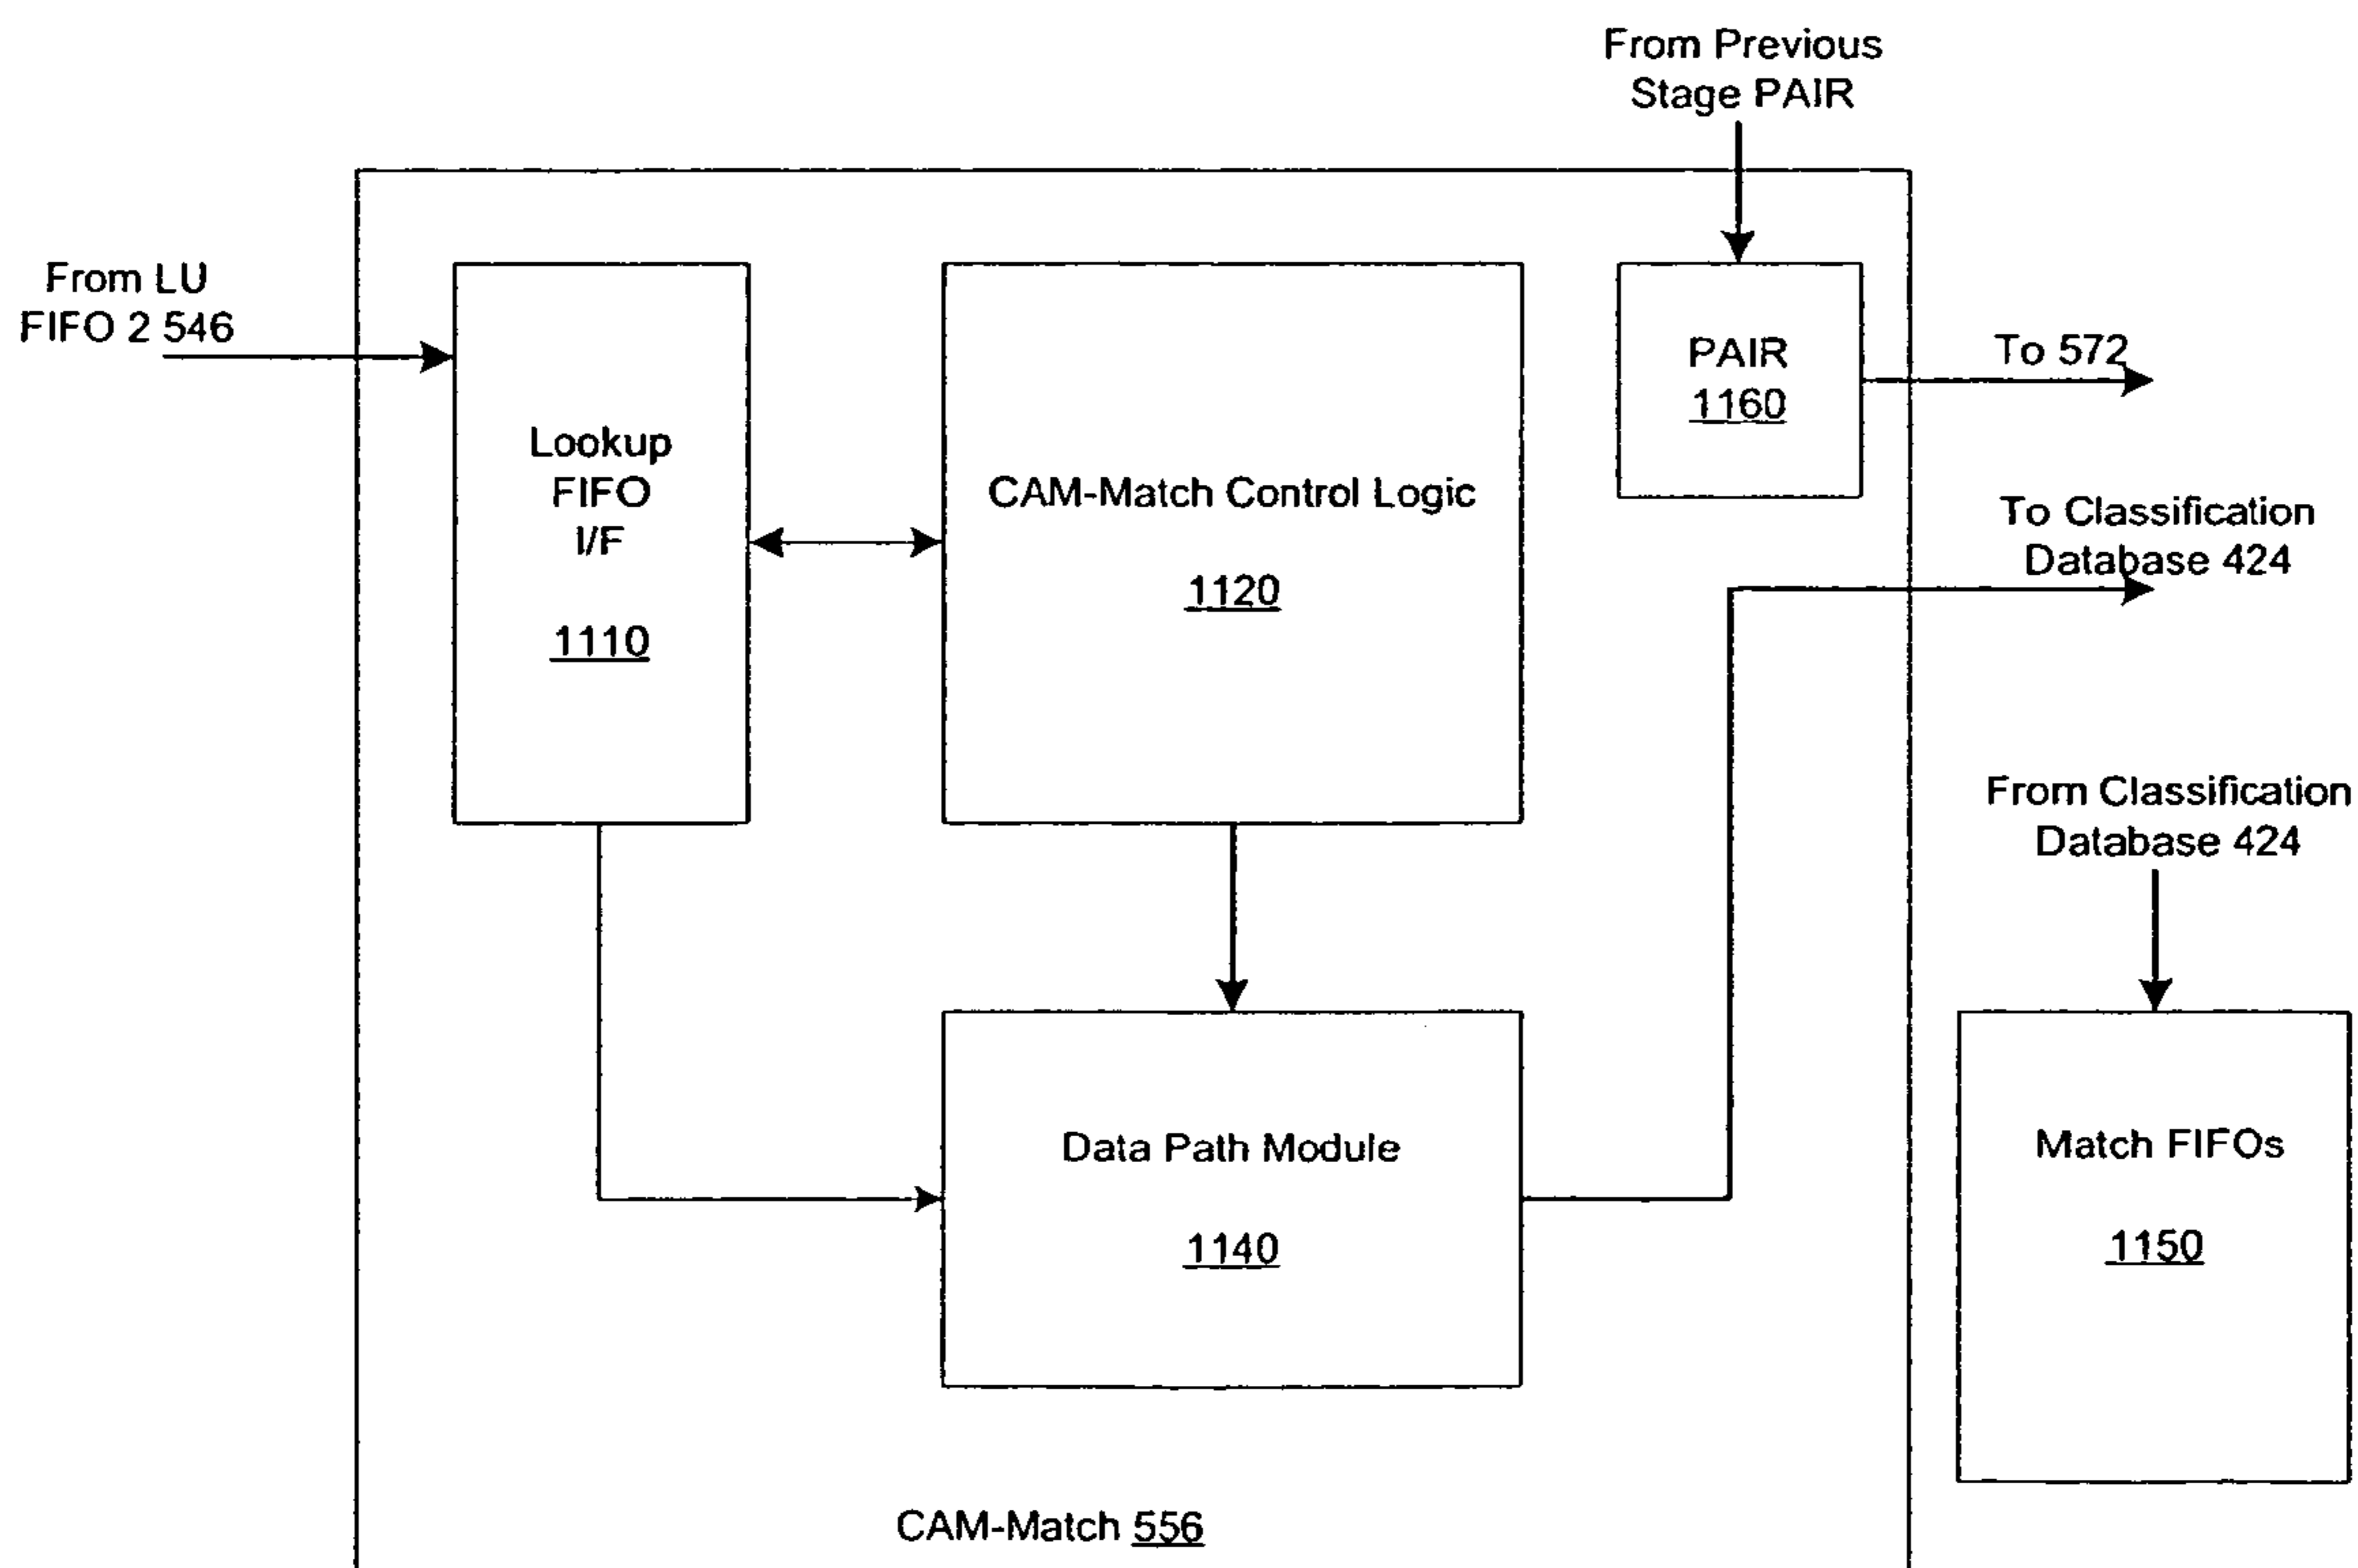 From Previous
Stage PAIR
From LU
FIFO 2 546
Lookup
FIFO
I/F
1110
CAM-Match Control Logic
1120
PAIR
1160
To 572
To Classification
Database 424
From Classification
Database 424
Data Path Module
1140
Match FIFOs
1150
CAM-Match 556